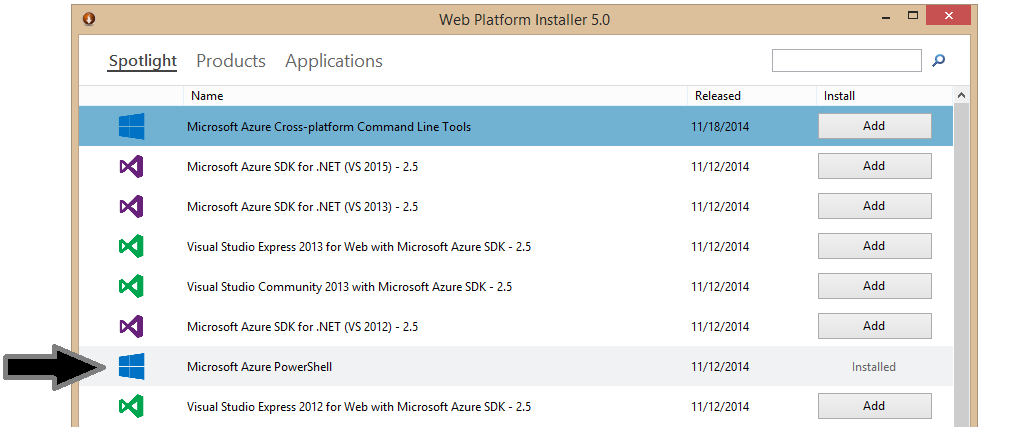 Web Platform Installer 5.0
Spotlight Products Applications
Name Released Install
Microsoft Azure Cross-platform Command Line Tools 11/18/2014 Add
Microsoft Azure SDK for .NET (VS 2015) - 2.5 11/12/2014 Add
Microsoft Azure SDK for .NET (VS 2013) - 2.5 11/12/2014 Add
Visual Studio Express 2013 for Web with Microsoft Azure SDK - 2.5 11/12/2014 Add
Visual Studio Community 2013 with Microsoft Azure SDK - 2.5 11/12/2014 Add
Microsoft Azure SDK for .NET (VS 2012) - 2.5 11/12/2014 Add
Microsoft Azure PowerShell 11/12/2014 Installed
Visual Studio Express 2012 for Web with Microsoft Azure SDK - 2.5 11/12/2014 Add